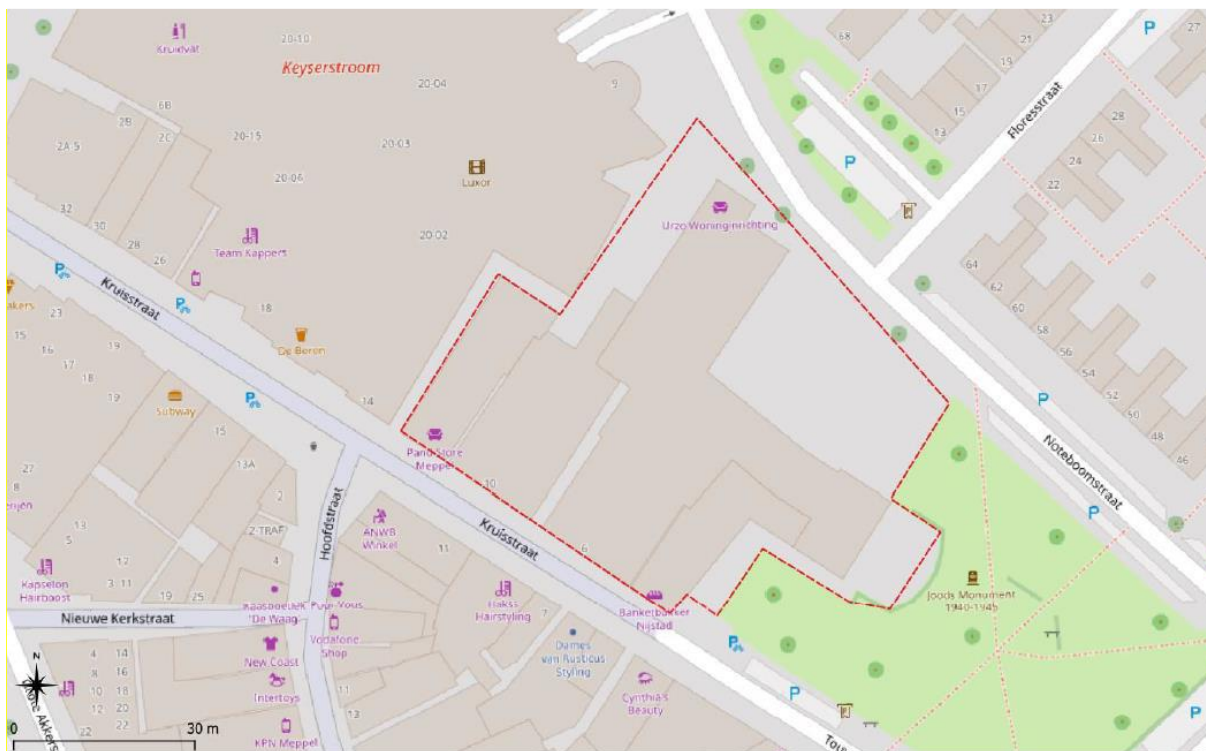 Kruidvat
20-10
Keyserstroom
20-04
9
68
P
21
23
27
19
17
15
13
Floresstraat
6B
2B
2C
20-15
20-03
2A-5
20-06
Luxor
P
28
26
24
22
32
30
28
26
Team Kappers
20-02
Urzo Woninginrichting
P
Kruisstraat
P
18
64
62
60
58
56
54
52
50
48
46
akers
23
15
16
19
17
18
19
De Beren
P
Subway
14
P
15
13A
Pand Store
Meppel
10
Noteboomstraat
27
8
2
2-TRAF
4
ANWB
Winkel
11
Kruisstraat
6
P
13
5
17
3
11
19
25
Kapselon
Hairboost
Hoofdstraat
Hakss
Hairstyling
7
Banketbakker
Nijstad
Joods Monument
1940-1945
P
Nieuwe Kerkstraat
'De Waag
Vodafone
Shop
Dames
van Rusticus
Styling
P
N
4
14
8
16
10
18
12
20
22
22
New Coast
Intertoys
KPN Meppel
11
13
Cynthia's
Beauty
P
P
0
30 m